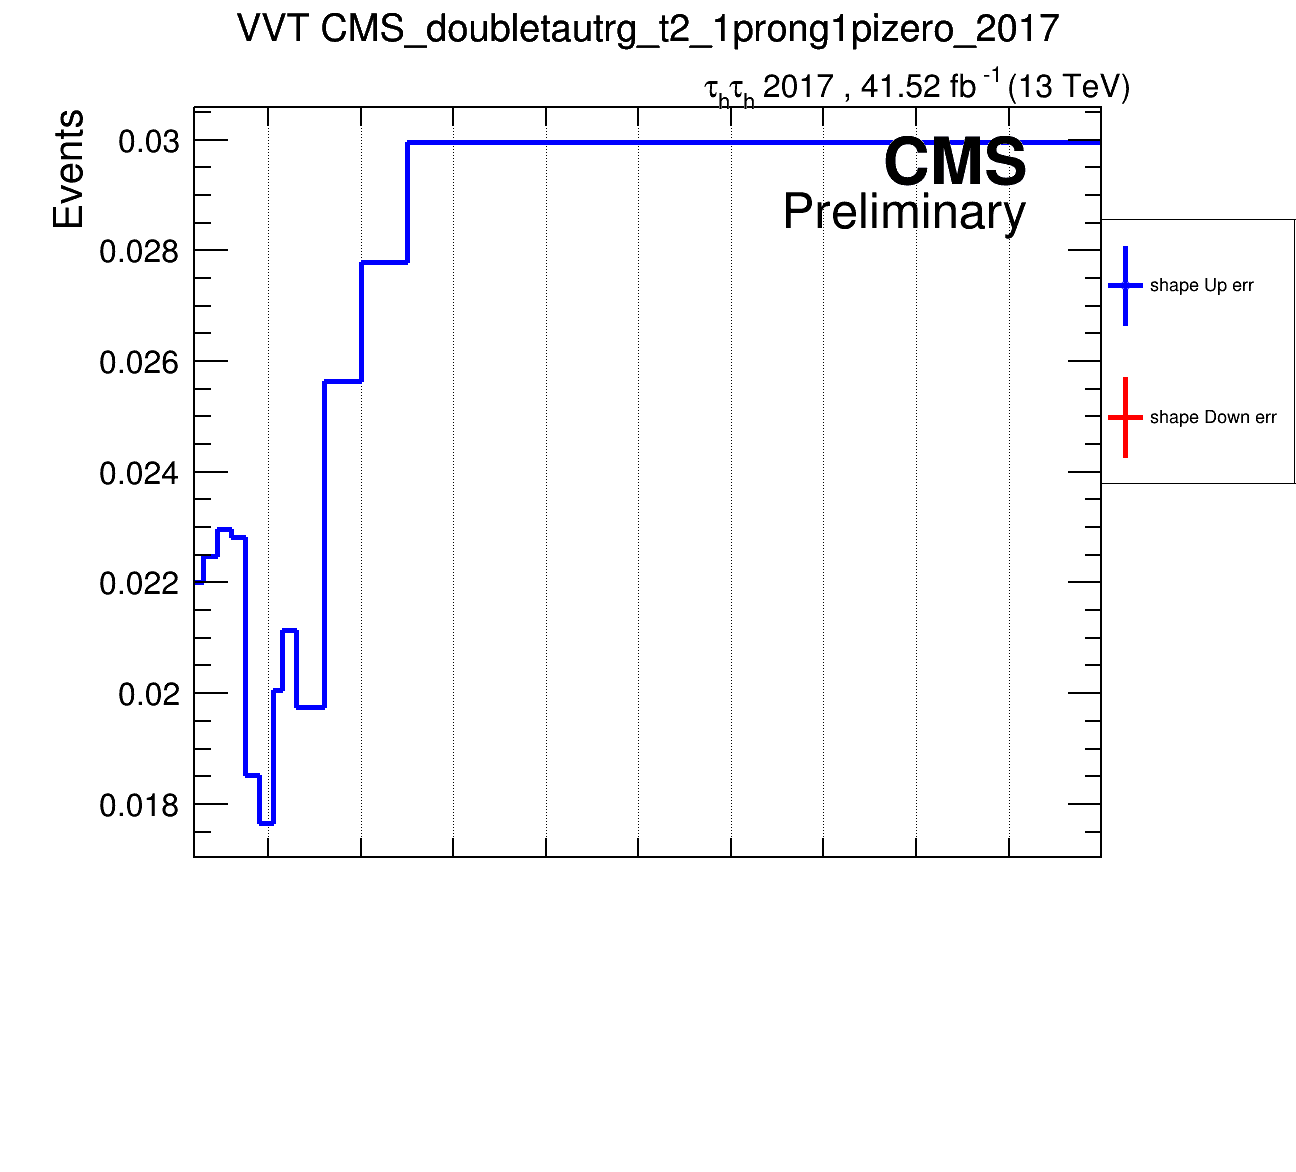 VVT CMS_doubletautrg_t2_1prong1pizero_2017
τhτh 2017 , 41.52 fb -1 (13 TeV)
Events
CMS
Preliminary
0.03
0.028
0.026
0.024
0.022
0.02
0.018
shape Up err
shape Down err